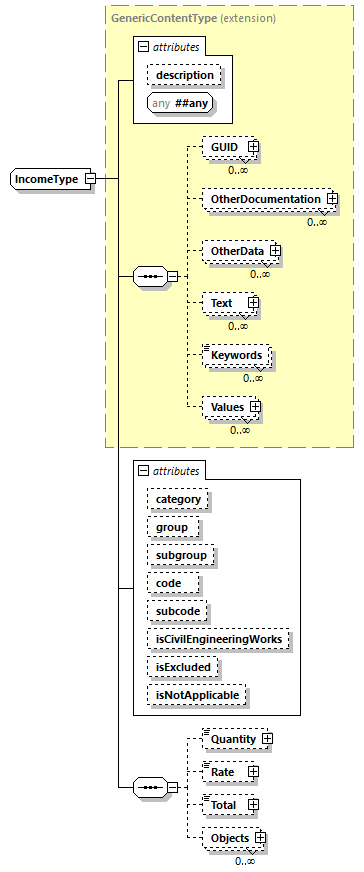 GenericContentType (extension)
attributes
description
any ##any
IncomeType
GUID
0..∞
OtherDocumentation
0..∞
OtherData
0..∞
Text
0..∞
Keywords
0..∞
Values
0..∞
attributes
category
group
subgroup
code
subcode
isCivilEngineeringWorks
isExcluded
isNotApplicable
Quantity
Rate
Total
Objects
0..∞